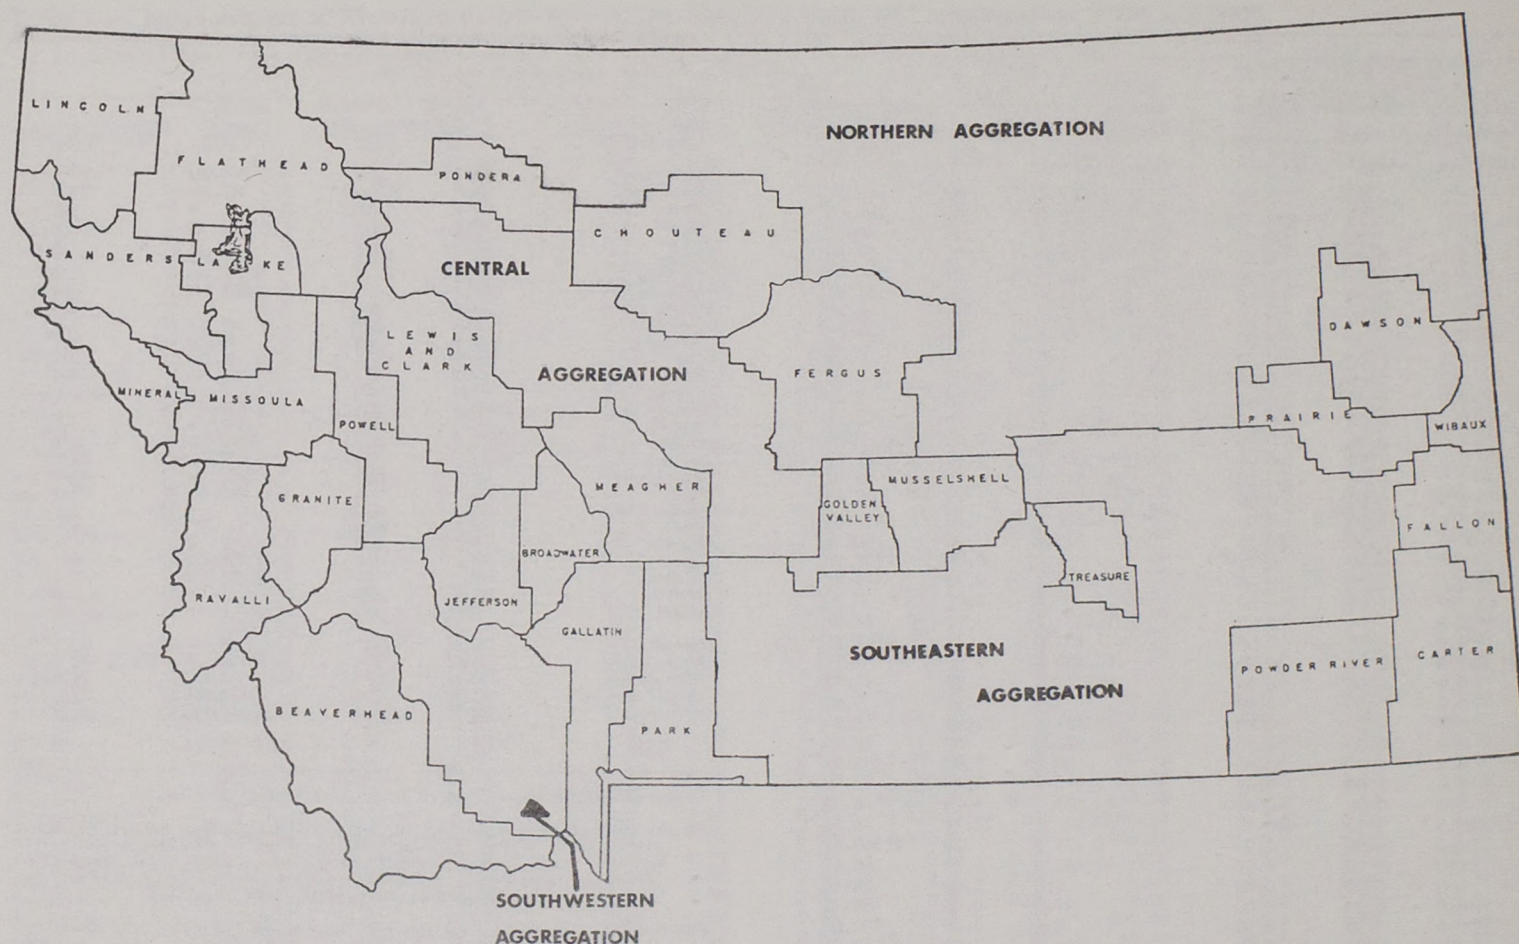 NORTHERN AGGREGATION
LINCOLN
FLATHEAD
PONDERA
CHOUTEAU
SANDERS
LAKE
CENTRAL
AGGREGATION
LEWIS
AND
CLARK
DAWSON
FERGUS
MINERAL
MISSOULA
POWELL
PRAIRIE
WIBAUX
GRANITE
MEAGHER
GOLDEN
VALLEY
MUSSELSHELL
FALLON
BROADWATER
TREASURE
RAVALLI
JEFFERSON
GALLATIN
SOUTHEASTERN
AGGREGATION
POWDER RIVER
CARTER
BEAVERHEAD
PARK
SOUTHWESTERN
AGGREGATION